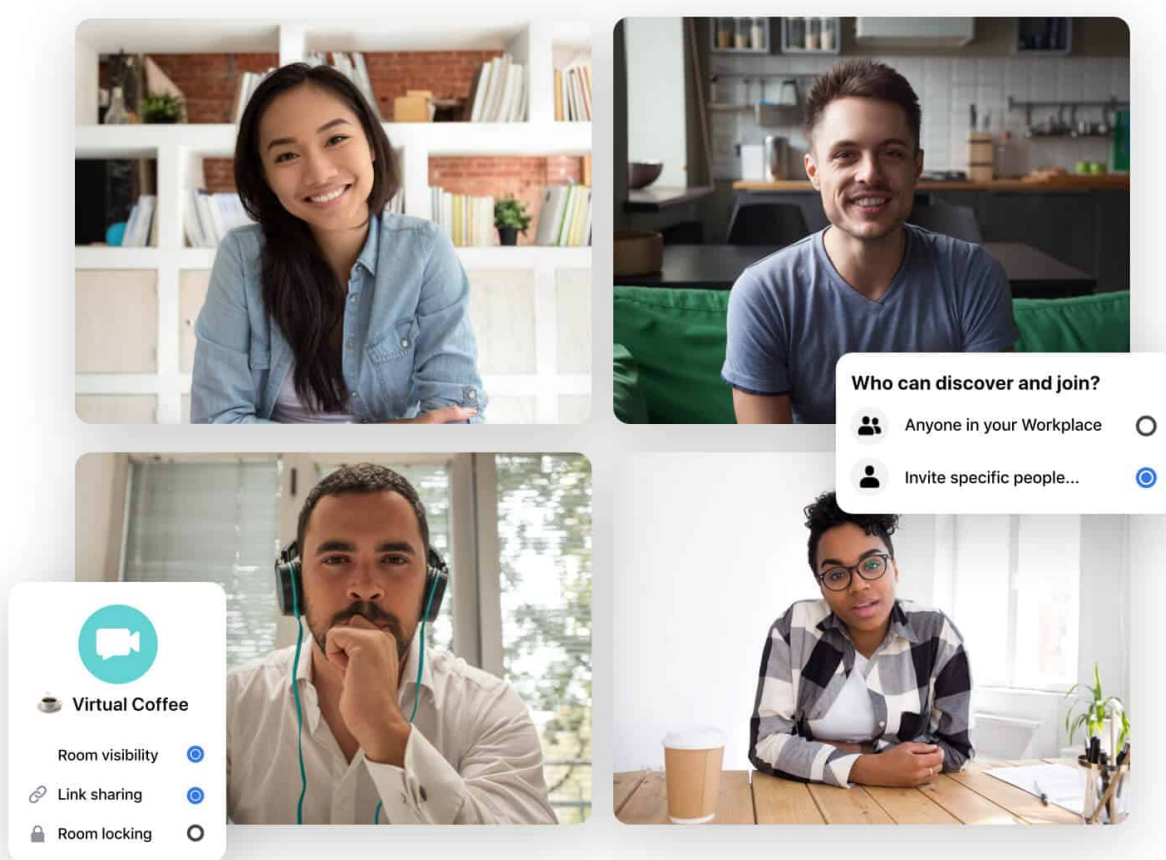 Who can discover and join?
Anyone in your Workplace
Invite specific people...
Virtual Coffee
Room visibility
Link sharing
Room locking